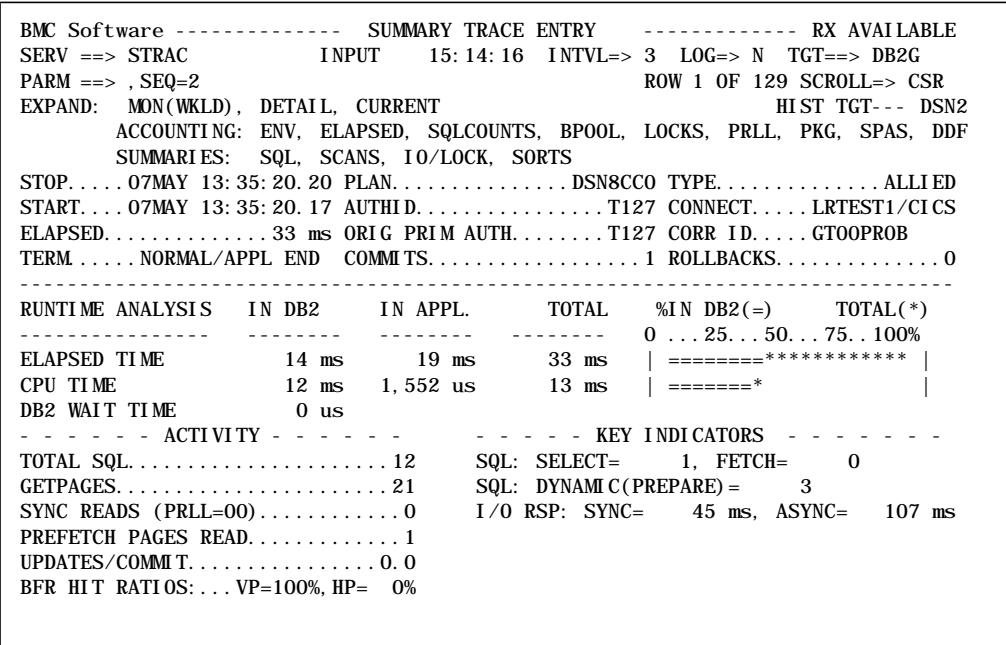 BMC Software --------------  SUMMARY TRACE ENTRY     ------------- RX AVAILABLE
SERV ==> STRAC           INPUT    15:14:16  INTVL=> 3  LOG=> N  TGT==> DB2G
PARM ==> ,SEQ=2                                      ROW 1 OF 129 SCROLL=> CSR
EXPAND:  MON(WKLD), DETAIL, CURRENT                             HIST TGT--- DSN2
        ACCOUNTING: ENV, ELAPSED, SQLCOUNTS, BPOOL, LOCKS, PRLL, PKG, SPAS, DDF
        SUMMARIES:  SQL, SCANS, IO/LOCK, SORTS
STOP.....07MAY 13:35:20.20 PLAN...............DSN8CC0 TYPE..............ALLIED
START....07MAY 13:35:20.17 AUTHID................T127 CONNECT.....LRTEST1/CICS
ELAPSED..............33 ms ORIG PRIM AUTH........T127 CORR ID.....GT00PROB
TERM......NORMAL/APPL END  COMMITS..................1 ROLLBACKS..............0
-------------------------------------------------------------------------------
RUNTIME ANALYSIS   IN DB2     IN APPL.      TOTAL    %IN DB2(=)     TOTAL(*)
----------------   --------   --------   --------   0 ...25...50...75..100%
ELAPSED TIME         14 ms      19 ms      33 ms   | ========************ |
CPU TIME             12 ms   1,552 us      13 ms   | =======*             |
DB2 WAIT TIME         0 us
- - - - - - ACTIVITY - - - - - -      - - - - - KEY INDICATORS  - - - - - - -
TOTAL SQL......................12     SQL: SELECT=     1, FETCH=     0
GETPAGES.......................21     SQL: DYNAMIC(PREPARE)=     3
SYNC READS (PRLL=00)............0     I/O RSP: SYNC=   45 ms, ASYNC=   107 ms
PREFETCH PAGES READ.............1
UPDATES/COMMIT................0.0
BFR HIT RATIOS:...VP=100%,HP=  0%